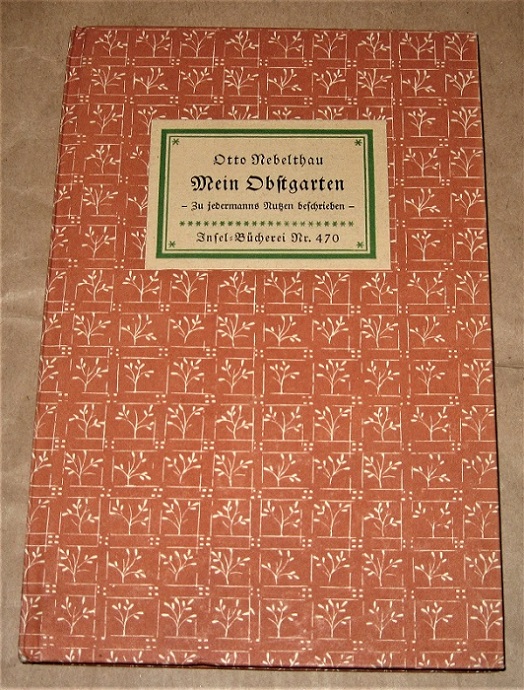 Otto Nebelthau
Mein Obstgarten
– Zu jedermanns Nutzen beschrieben –
Insel-Bücherei Nr. 470